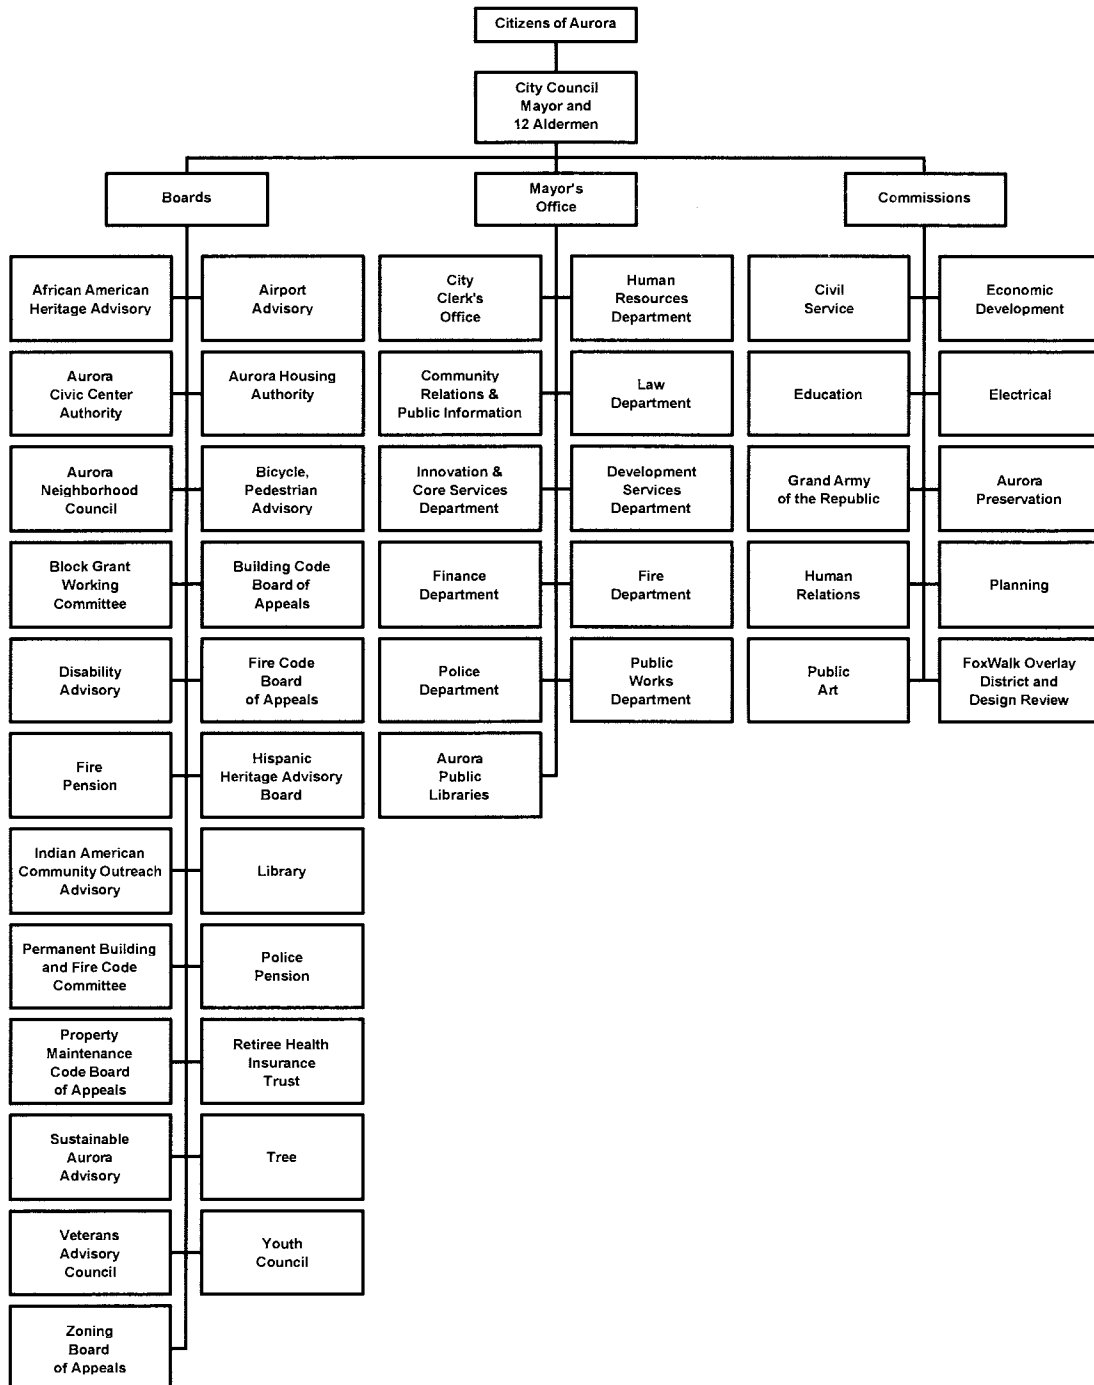 Citizens of Aurora
City Council
Mayor and
12 Aldermen
Boards
Mayor's
Office
Commissions
African American
Heritage Advisory
Airport
Advisory
City
Clerk's
Office
Human
Resources
Department
Civil
Service
Economic
Development
Aurora
Civic Center
Authority
Aurora Housing
Authority
Community
Relations &
Public Information
Law
Department
Education
Electrical
Aurora
Neighborhood
Council
Bicycle,
Pedestrian
Advisory
Innovation &
Core Services
Department
Development
Services
Department
Grand Army
of the Republic
Aurora
Preservation
Block Grant
Working
Committee
Building Code
Board of
Appeals
Finance
Department
Fire
Department
Human
Relations
Planning
Disability
Advisory
Fire Code
Board
of Appeals
Police
Department
Public
Works
Department
Public
Art
FoxWalk Overlay
District and
Design Review
Fire
Pension
Hispanic
Heritage Advisory
Board
Aurora
Public
Libraries
Indian American
Community Outreach
Advisory
Library
Permanent Building
and Fire Code
Committee
Police
Pension
Property
Maintenance
Code Board
of Appeals
Retiree Health
Insurance
Trust
Sustainable
Aurora
Advisory
Tree
Veterans
Advisory
Council
Youth
Council
Zoning
Board
of Appeals